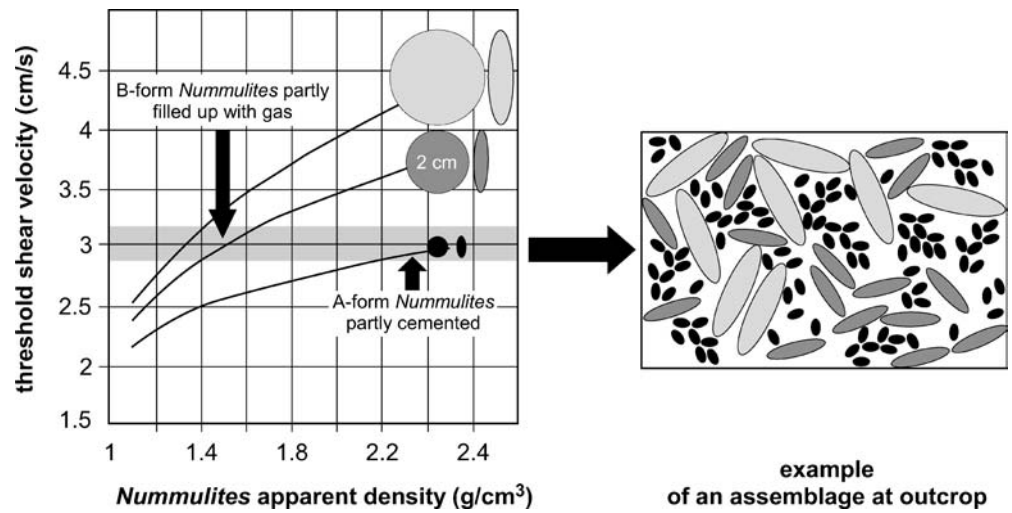 threshold shear velocity (cm/s)
4.5
4
3.5
3
2.5
2
1.5
B-form Nummulites partly
filled up with gas
2 cm
A-form Nummulites
partly cemented
1
1.4
1.8
2.2
2.4
Nummulites apparent density (g/cm³)
example
of an assemblage at outcrop